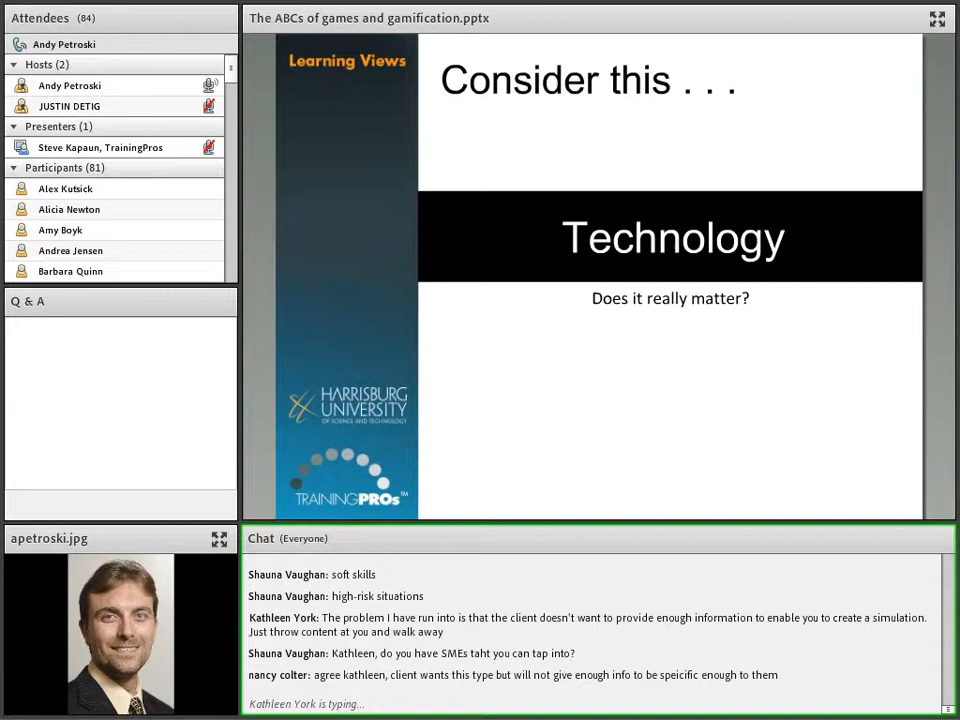 Attendees (84)
Andy Petroski
Hosts (2)
Andy Petroski
JUSTIN DETIG
Presenters (1)
Steve Kapaun, TrainingPros
Participants (81)
Alex Kutsick
Alicia Newton
Amy Boyk
Andrea Jensen
Barbara Quinn
Q & A
apetroski.jpg
The ABCs of games and gamification.pptx
Learning Views
Consider this . . .
Technology
Does it really matter?
HARRISBURG
UNIVERSITY
OF SCIENCE AND TECHNOLOGY
TRAININGPROs™
Chat (Everyone)
Shauna Vaughan: soft skills
Shauna Vaughan: high-risk situations
Kathleen York: The problem I have run into is that the client doesn't want to provide enough information to enable you to create a simulation.
Just throw content at you and walk away
Shauna Vaughan: Kathleen, do you have SMEs taht you can tap into?
nancy colter: agree kathleen, client wants this type but will not give enough info to be speicific enough to them
Kathleen York is typing...